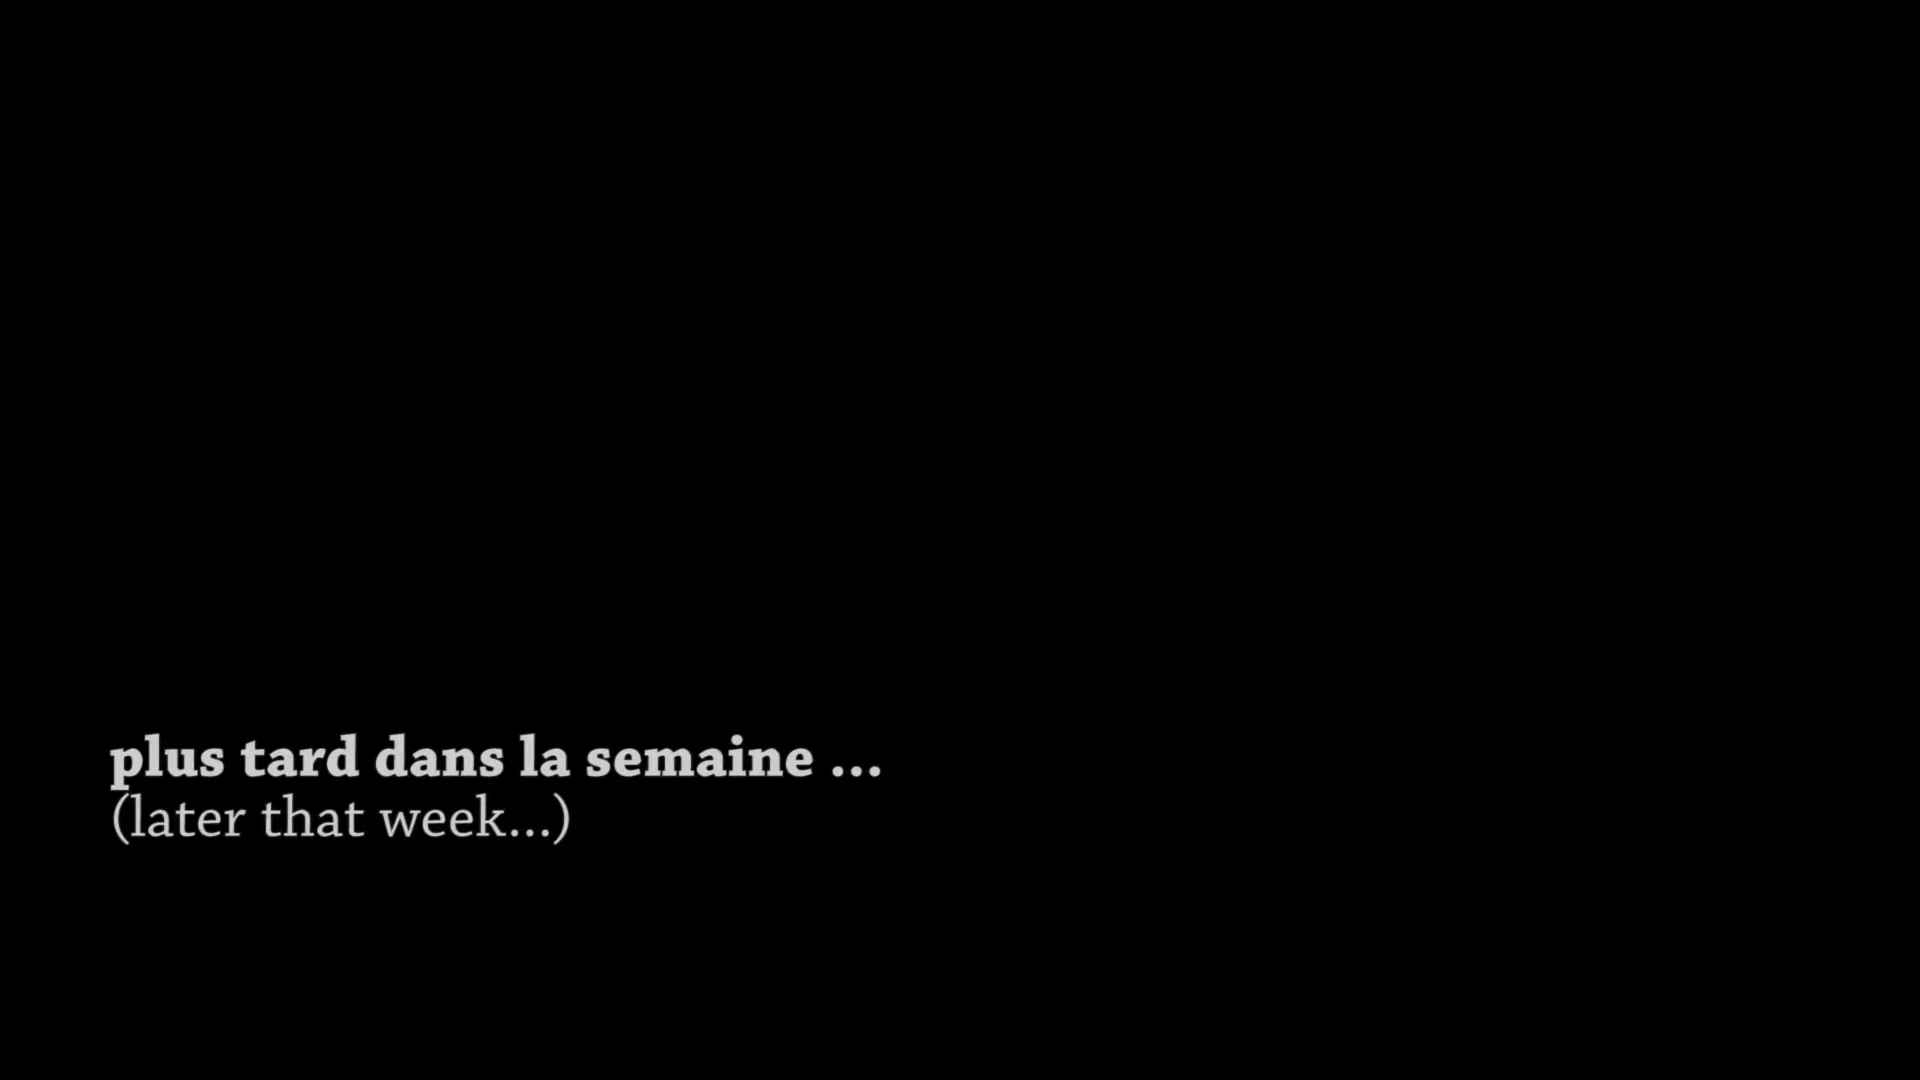 plus tard dans la semaine ...
(later that week...)